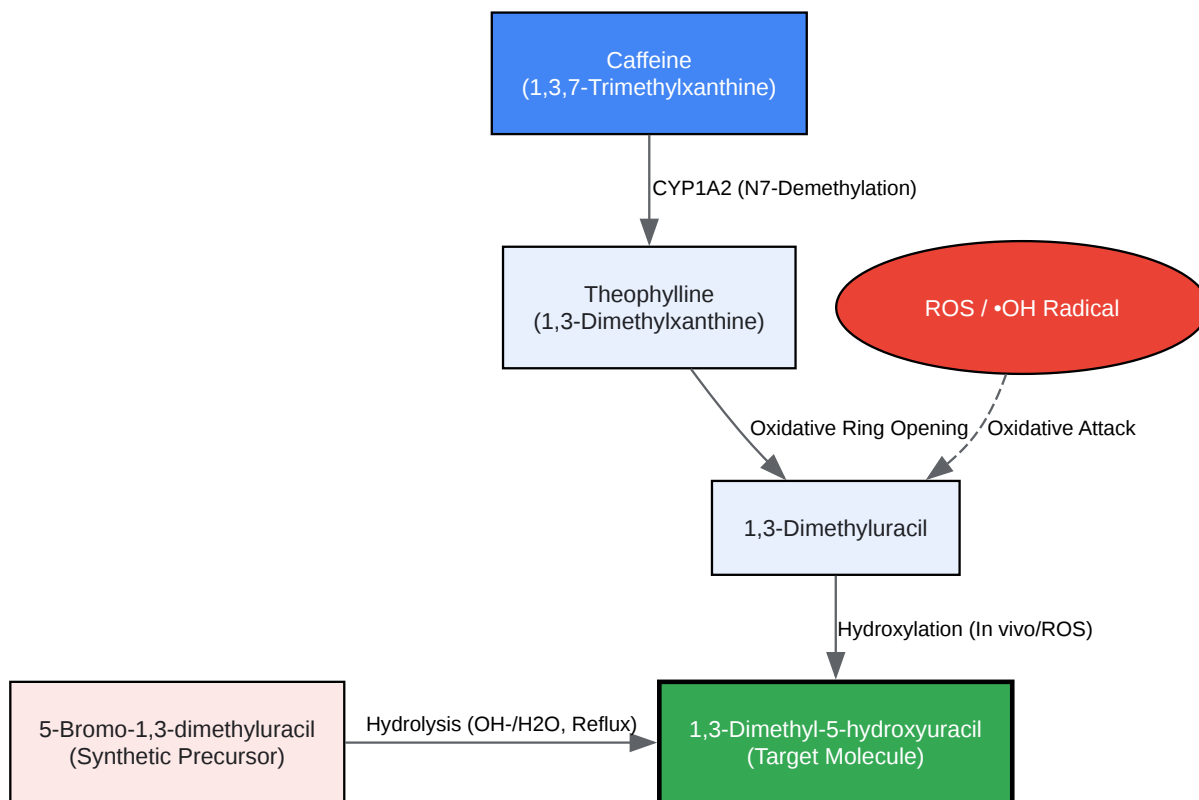 Caffeine
(1,3,7-Trimethylxanthine)
CYP1A2 (N7-Demethylation)
Theophylline
(1,3-Dimethylxanthine)
ROS / •OH Radical
Oxidative Ring Opening
Oxidative Attack
1,3-Dimethyluracil
Hydroxylation (In vivo/ROS)
5-Bromo-1,3-dimethyluracil
(Synthetic Precursor)
Hydrolysis (OH-/H2O, Reflux)
1,3-Dimethyl-5-hydroxyuracil
(Target Molecule)